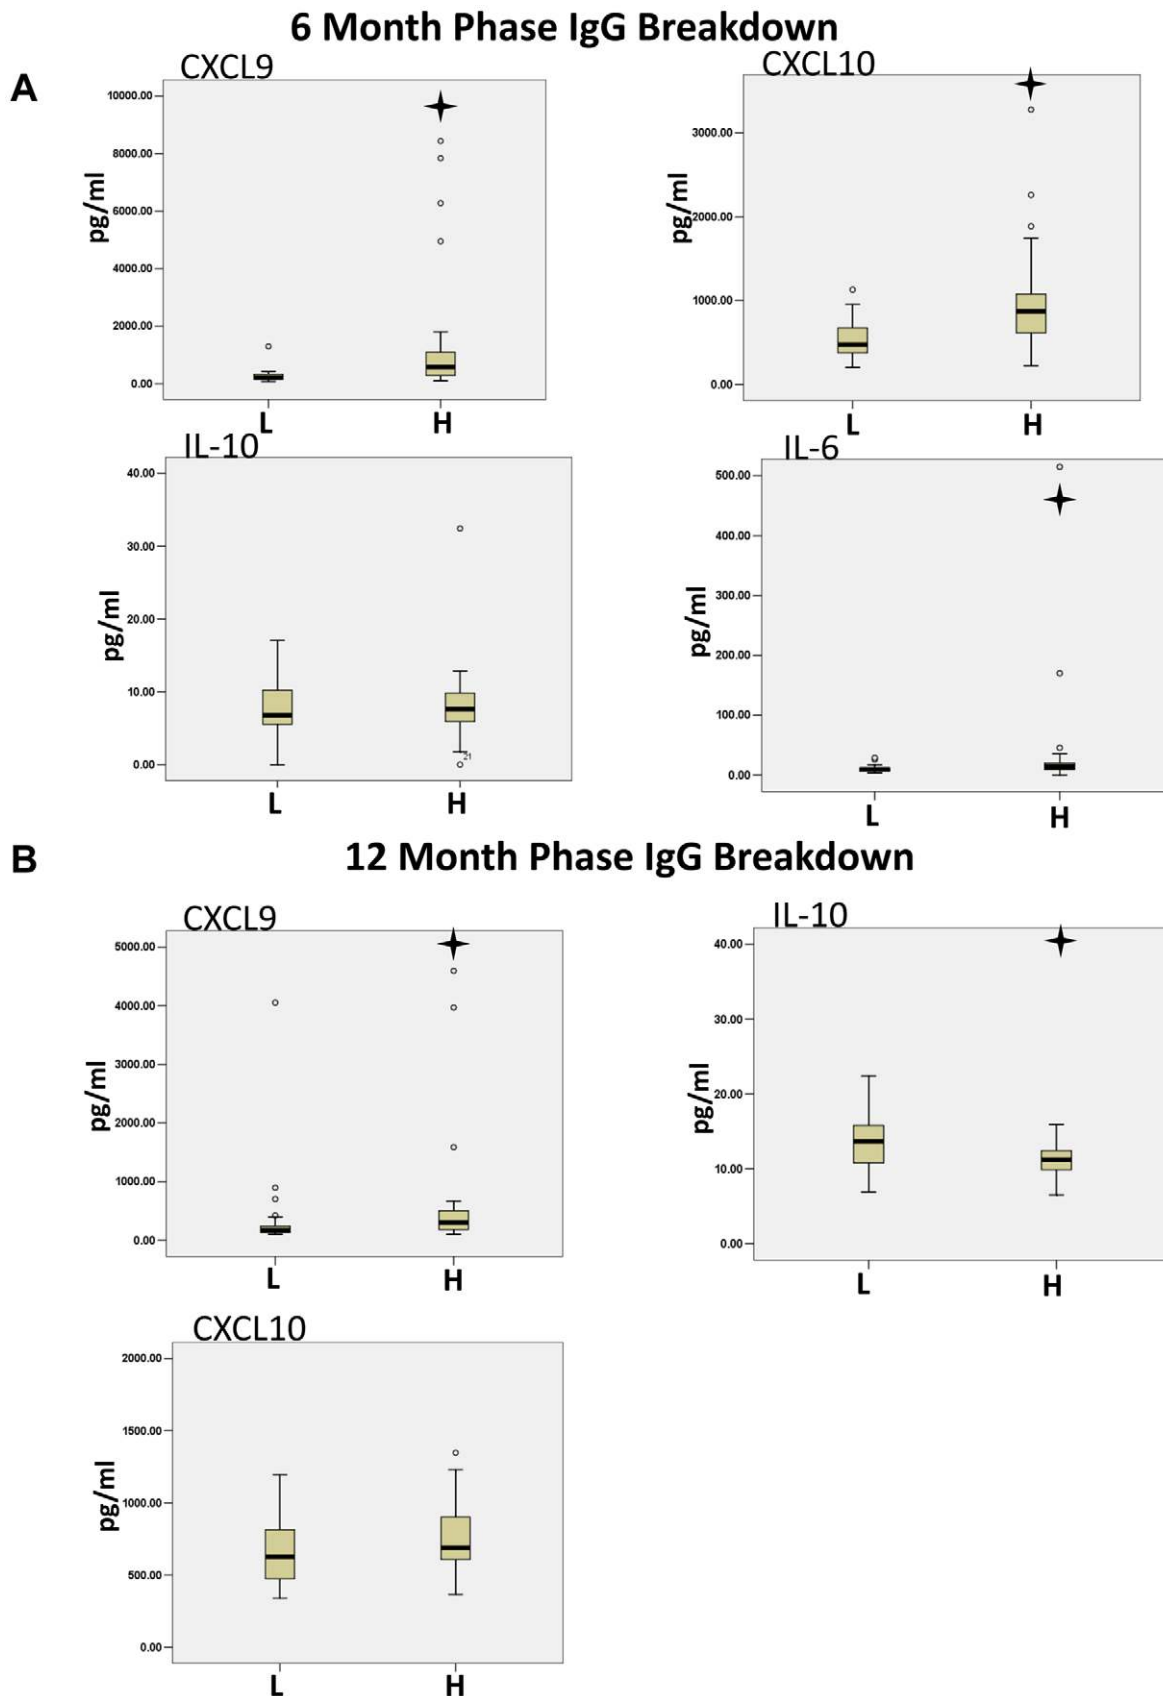 6 Month Phase IgG Breakdown
A
CXCL9
pg/ml
10000.00
8000.00
6000.00
4000.00
2000.00
0.00
L
H
CXCL10
pg/ml
3000.00
2000.00
1000.00
0.00
L
H
IL-10
pg/ml
40.00
30.00
20.00
10.00
0.00
21
L
H
IL-6
pg/ml
500.00
400.00
300.00
200.00
100.00
0.00
L
H
B
12 Month Phase IgG Breakdown
CXCL9
pg/ml
5000.00
4000.00
3000.00
2000.00
1000.00
0.00
L
H
IL-10
pg/ml
40.00
30.00
20.00
10.00
0.00
L
H
CXCL10
pg/ml
2000.00
1500.00
1000.00
500.00
0.00
L
H